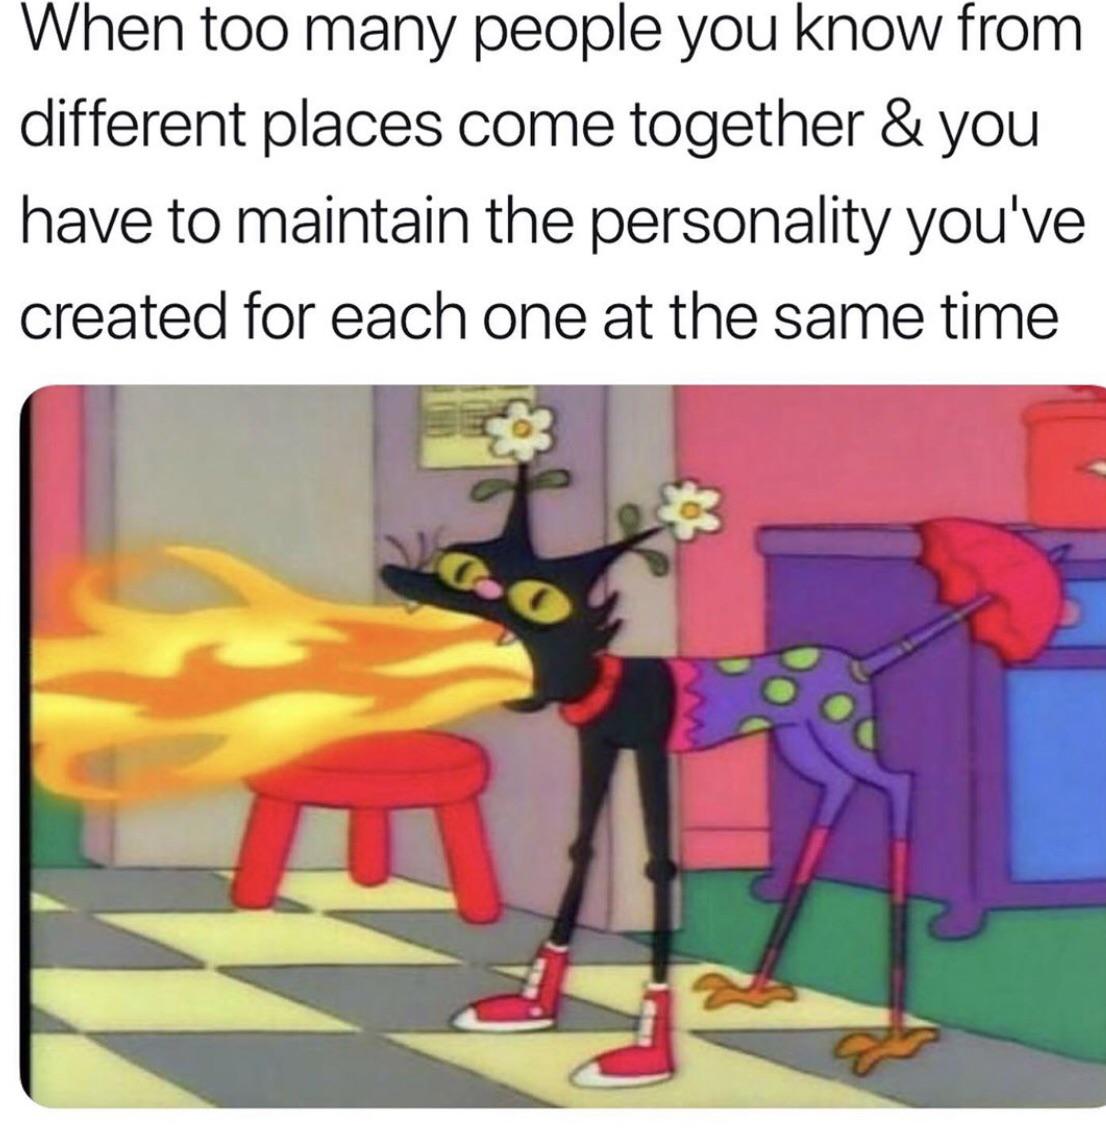 When too many people you know from
different places come together & you
have to maintain the personality you've
created for each one at the same time